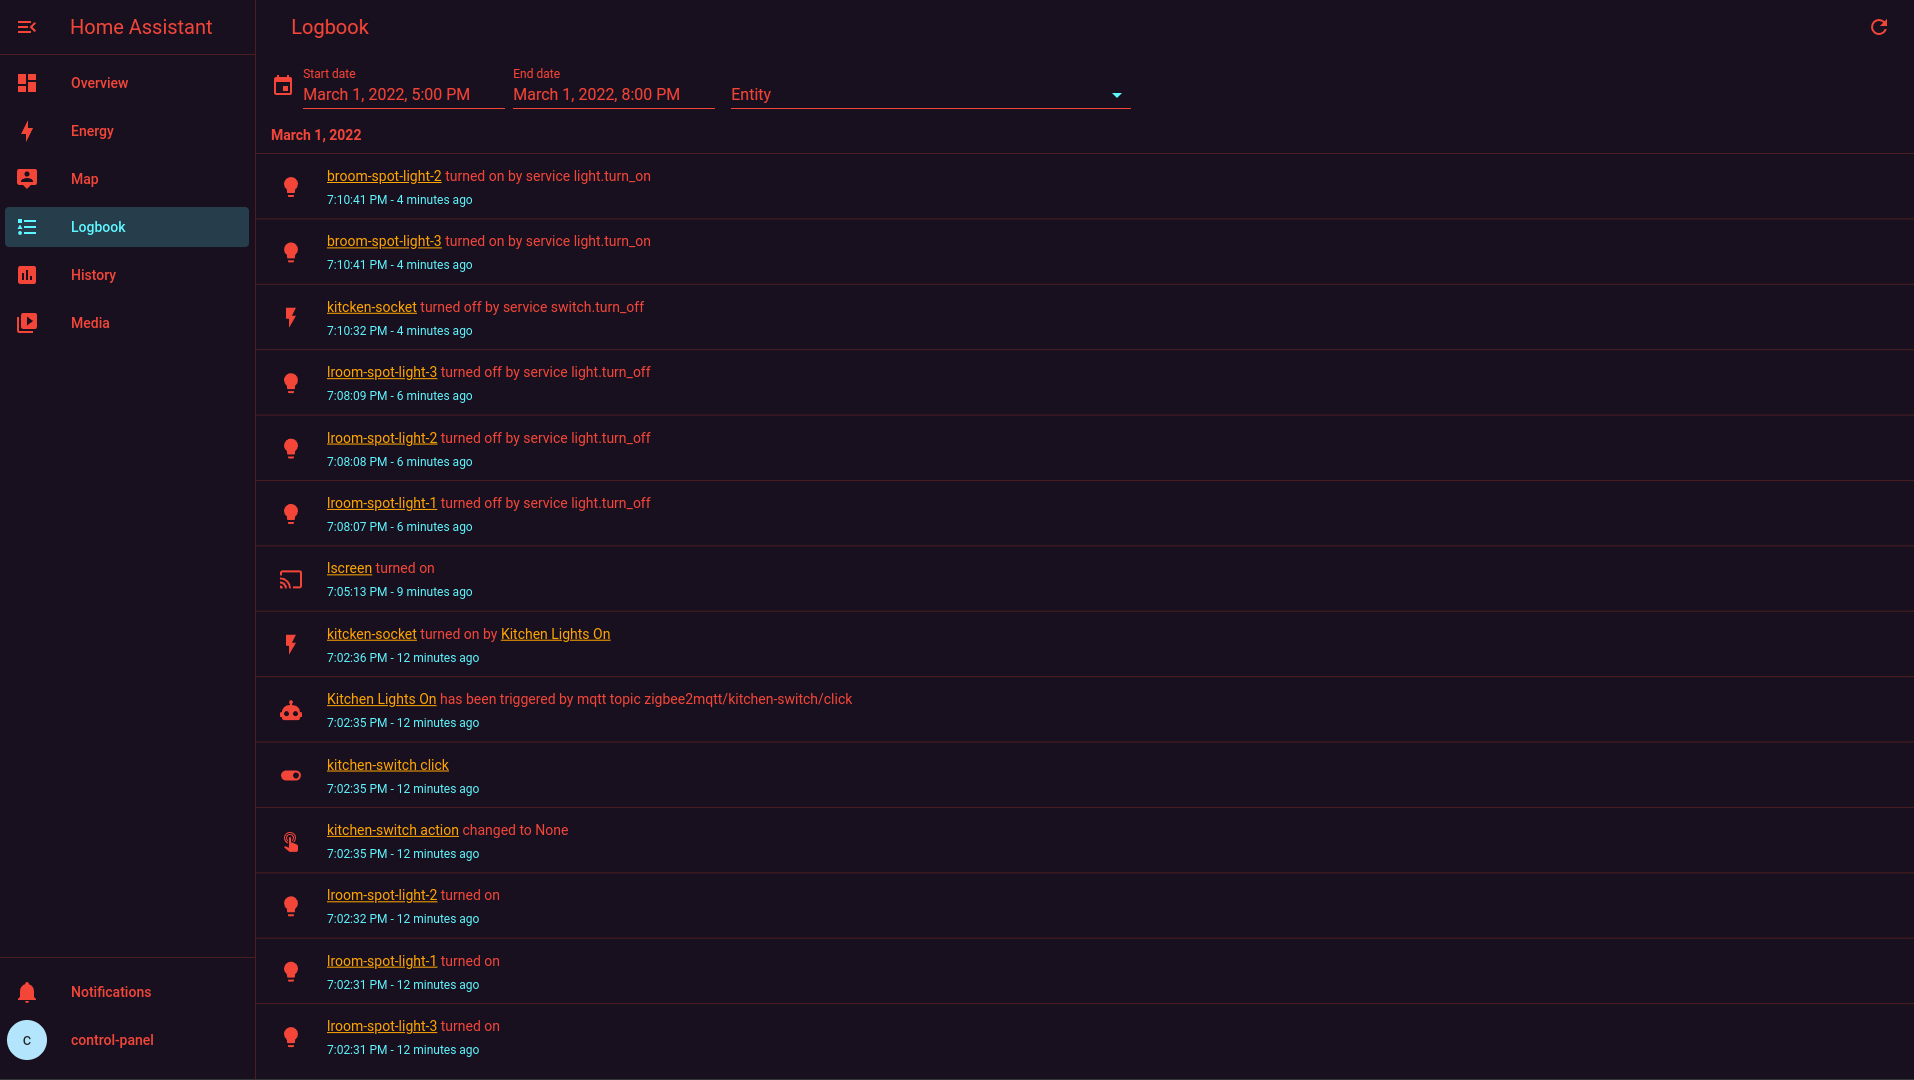 Home Assistant
Overview
Energy
Map
Logbook
History
Media
Notifications
C
control-panel
Logbook
Start date
March 1, 2022, 5:00 PM
End date
March 1, 2022, 8:00 PM
Entity
March 1, 2022
broom-spot-light-2 turned on by service light.turn_on
7:10:41 PM - 4 minutes ago
broom-spot-light-3 turned on by service light.turn_on
7:10:41 PM - 4 minutes ago
kitcken-socket turned off by service switch.turn_off
7:10:32 PM - 4 minutes ago
lroom-spot-light-3 turned off by service light.turn_off
7:08:09 PM - 6 minutes ago
lroom-spot-light-2 turned off by service light.turn_off
7:08:08 PM - 6 minutes ago
lroom-spot-light-1 turned off by service light.turn_off
7:08:07 PM - 6 minutes ago
lscreen turned on
7:05:13 PM - 9 minutes ago
kitcken-socket turned on by Kitchen Lights On
7:02:36 PM - 12 minutes ago
Kitchen Lights On has been triggered by mqtt topic zigbee2mqtt/kitchen-switch/click
7:02:35 PM - 12 minutes ago
kitchen-switch click
7:02:35 PM - 12 minutes ago
kitchen-switch action changed to None
7:02:35 PM - 12 minutes ago
lroom-spot-light-2 turned on
7:02:32 PM - 12 minutes ago
lroom-spot-light-1 turned on
7:02:31 PM - 12 minutes ago
lroom-spot-light-3 turned on
7:02:31 PM - 12 minutes ago